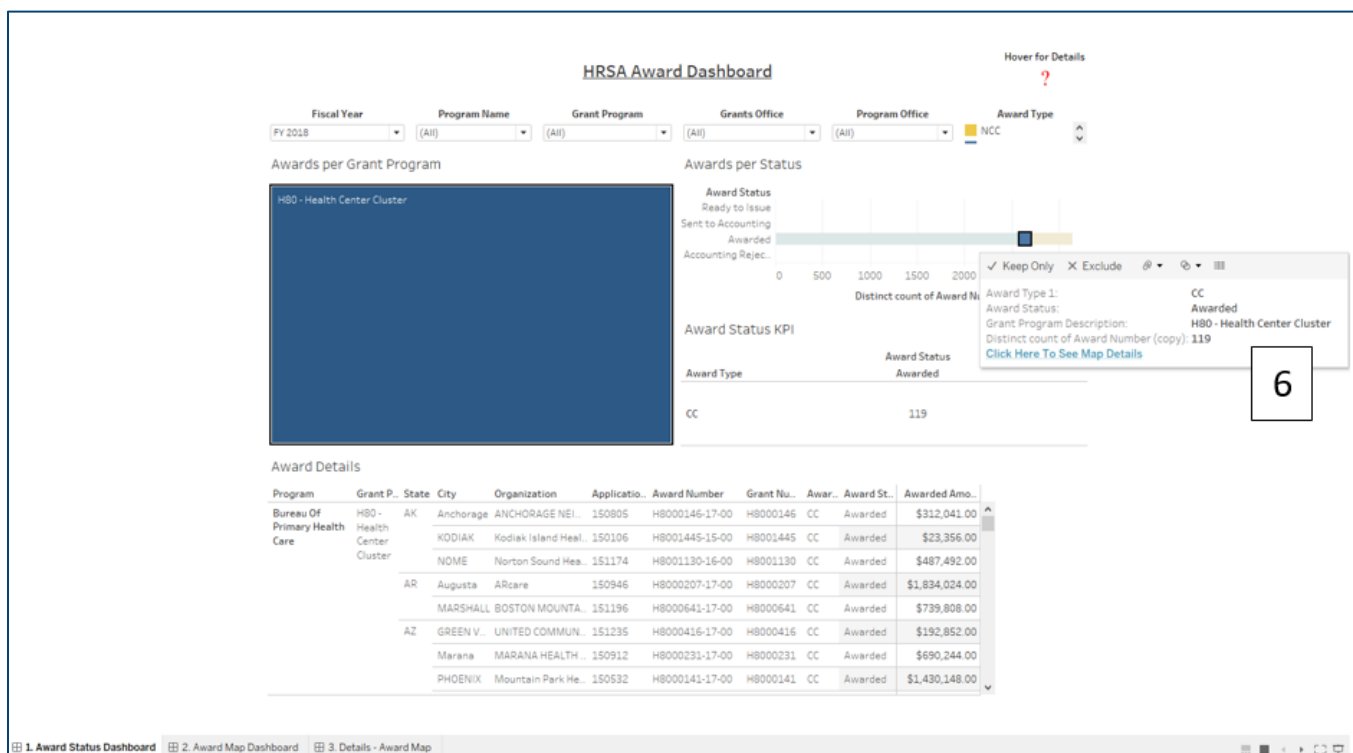 HRSA Award Dashboard
Hover for Details
?
Fiscal Year Program Name Grant Program Grants Office Program Office Award Type
FY 2018 (All) (All) (All) (All) NCC
Awards per Grant Program
H80 - Health Center Cluster
Awards per Status
Award Status
Ready to Issue
Sent to Accounting
Awarded
Accounting Rejec..
0 500 1000 1500 2000
Distinct count of Award Nu
Keep Only Exclude
Award Type 1: CC
Award Status: Awarded
Grant Program Description: H80 - Health Center Cluster
Distinct count of Award Number (copy): 119
Click Here To See Map Details
6
Award Status KPI
Award Status
Award Type Awarded
CC 119
Award Details
Program Grant P.. State City Organization Applicatio.. Award Number Grant Nu.. Awar.. Award St.. Awarded Amo..
Bureau Of Primary Health Care H80 - Health Center Cluster AK Anchorage ANCHORAGE NEI.. 150805 H8000146-17-00 H8000146 CC Awarded $312,041.00
KODIAK Kodiak Island Heal.. 150106 H8001445-15-00 H8001445 CC Awarded $23,356.00
NOME Norton Sound Hea.. 151174 H8001130-16-00 H8001130 CC Awarded $487,492.00
AR Augusta ARcare 150946 H8000207-17-00 H8000207 CC Awarded $1,834,024.00
MARSHALL BOSTON MOUNTA.. 151196 H8000641-17-00 H8000641 CC Awarded $739,808.00
AZ GREEN V.. UNITED COMMUN.. 151235 H8000416-17-00 H8000416 CC Awarded $192,852.00
Marana MARANA HEALTH .. 150912 H8000231-17-00 H8000231 CC Awarded $690,244.00
PHOENIX Mountain Park He.. 150532 H8000141-17-00 H8000141 CC Awarded $1,430,148.00
1. Award Status Dashboard 2. Award Map Dashboard 3. Details - Award Map